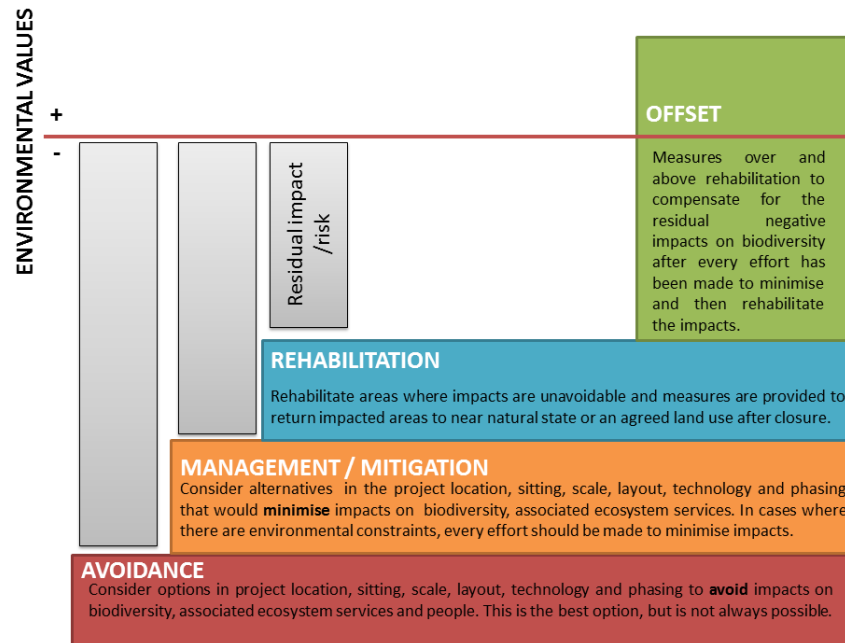 ENVIRONMENTAL VALUES
+
-
OFFSET
Measures over and
above rehabilitation to
compensate for the
residual negative
impacts on biodiversity
after every effort has
been made to minimise
and then rehabilitate
the impacts.
Residual impact
/risk
REHABILITATION
Rehabilitate areas where impacts are unavoidable and measures are provided to
return impacted areas to near natural state or an agreed land use after closure.
MANAGEMENT / MITIGATION
Consider alternatives in the project location, sitting, scale, layout, technology and phasing
that would minimise impacts on biodiversity, associated ecosystem services. In cases where
there are environmental constraints, every effort should be made to minimise impacts.
AVOIDANCE
Consider options in project location, sitting, scale, layout, technology and phasing to avoid impacts on
biodiversity, associated ecosystem services and people. This is the best option, but is not always possible.